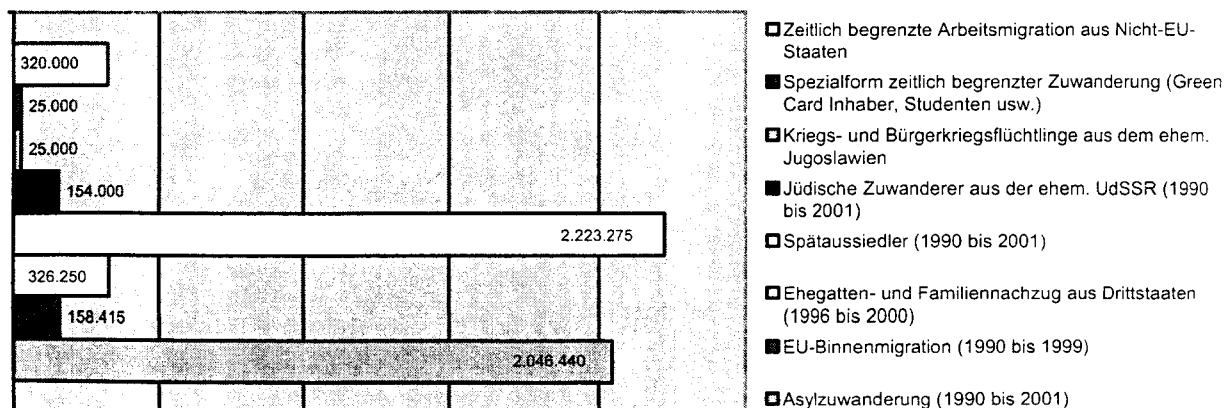 320.000
25.000
25.000
154.000
2.223.275
326.250
158.415
2.046.440
Zeitlich begrenzte Arbeitsmigration aus Nicht-EU-
Staaten
Spezialform zeitlich begrenzter Zuwanderung (Green
Card Inhaber, Studenten usw.)
Kriegs- und Bürgerkriegsflüchtlinge aus dem ehem.
Jugoslawien
Jüdische Zuwanderer aus der ehem. UdSSR (1990
bis 2001)
Spätaussiedler (1990 bis 2001)
Ehegatten- und Familiennachzug aus Drittstaaten
(1996 bis 2000)
EU-Binnenmigration (1990 bis 1999)
Asylzuwanderung (1990 bis 2001)